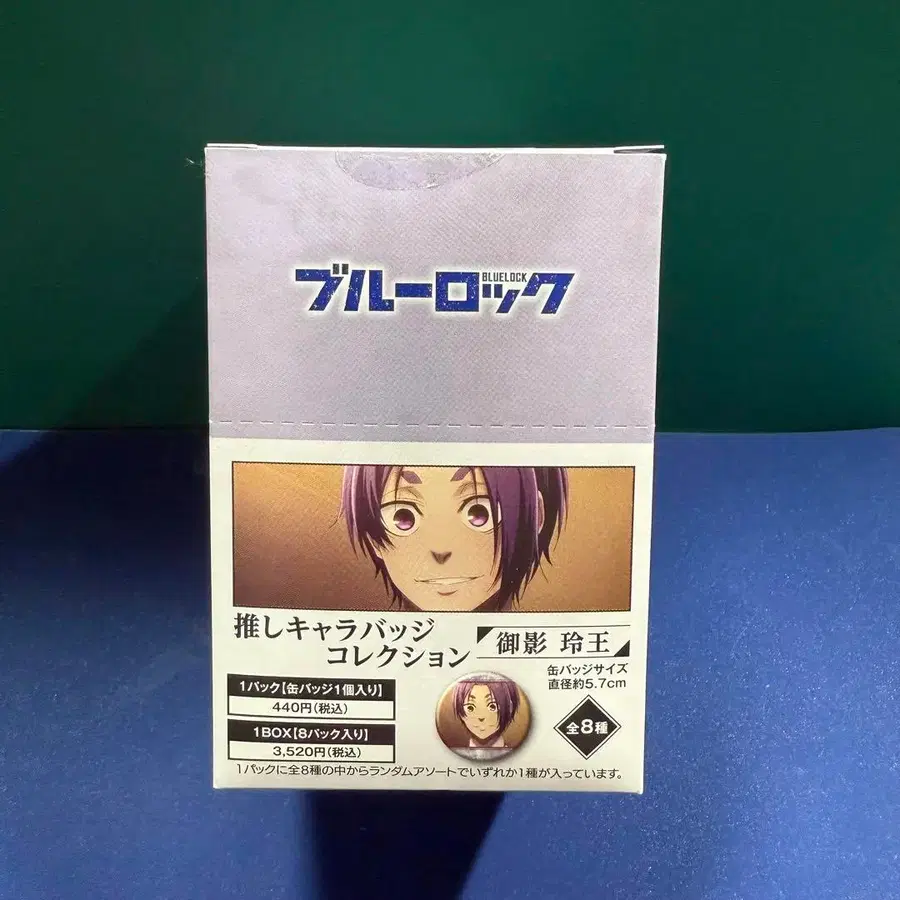 ブルーロック
BLUELOCK
推しキャラバッジ
コレクション
御影 玲王
缶バッジサイズ
直径約5.7cm
1パック【缶バッジ1個入り】
440円(税込)
1BOX【8パック入り】
3,520円(税込)
全8種
1パックに全8種の中からランダムアソートでいずれか1種が入っています。